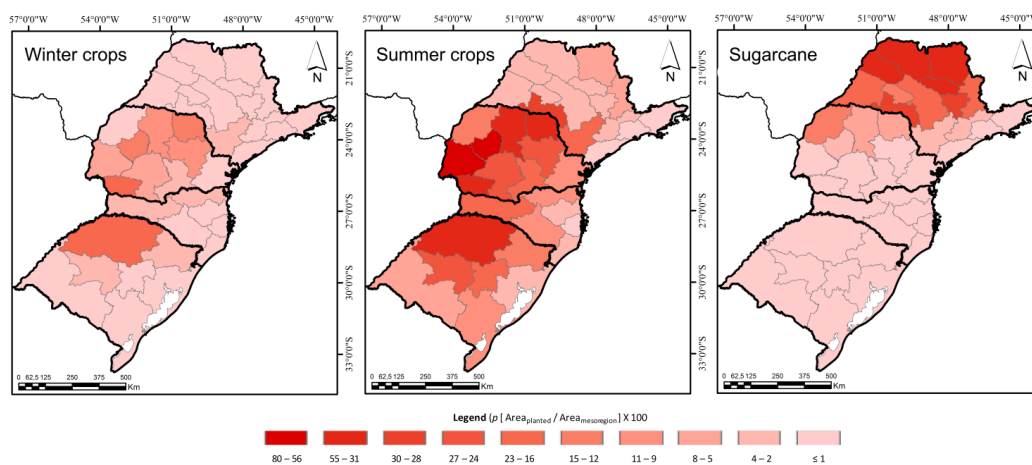 57°0'0"W 54°0'0"W 51°0'0"W 48°0'0"W 45°0'0"W
Winter crops
N
21°0'0"S
24°0'0"S
27°0'0"S
30°0'0"S
33°0'0"S
0 62,5 125 250 375 500
Km
57°0'0"W 54°0'0"W 51°0'0"W 48°0'0"W 45°0'0"W
Summer crops
N
21°0'0"S
24°0'0"S
27°0'0"S
30°0'0"S
33°0'0"S
0 62,5 125 250 375 500
Km
57°0'0"W 54°0'0"W 51°0'0"W 48°0'0"W 45°0'0"W
Sugarcane
N
0 62,5 125 250 375 500
Km
Legend (p [ Area planted / Area mesoregion] X 100
80 – 56 55 – 31 30 – 28 27 – 24 23 – 16 15 – 12 11 – 9 8 – 5 4 – 2 ≤ 1